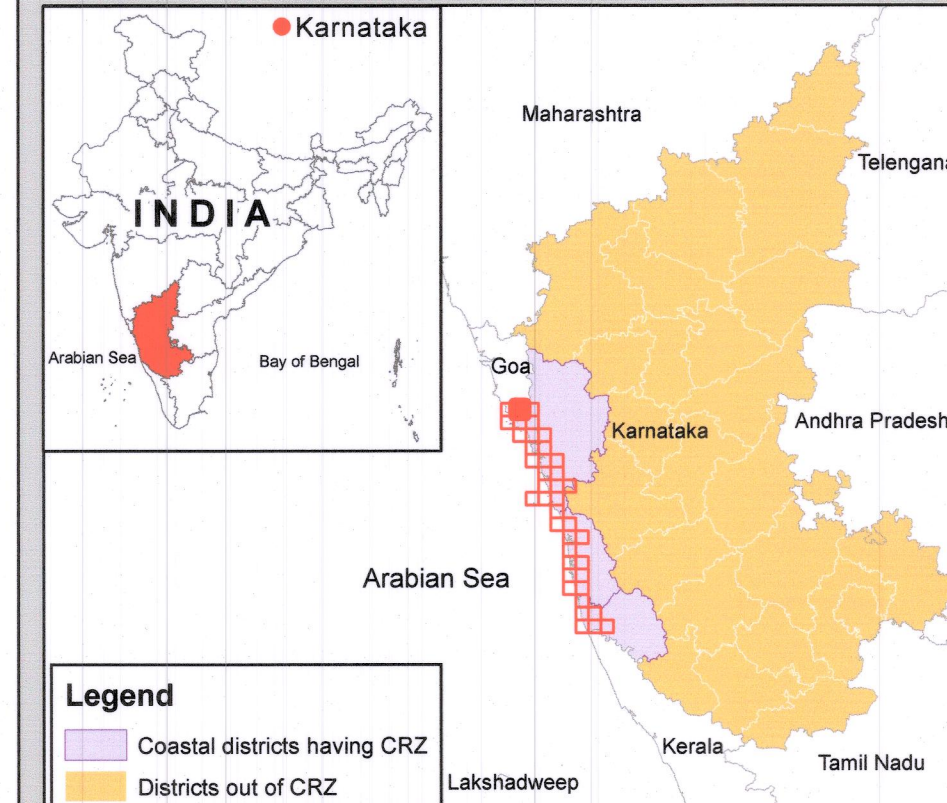 Karnataka
INDIA
Arabian Sea
Bay of Bengal
Maharashtra
Goa
Karnataka
Andhra Pradesh
Arabian Sea
Legend
Coastal districts having CRZ
Districts out of CRZ
Kerala
Tamil Nadu
Lakshadweep